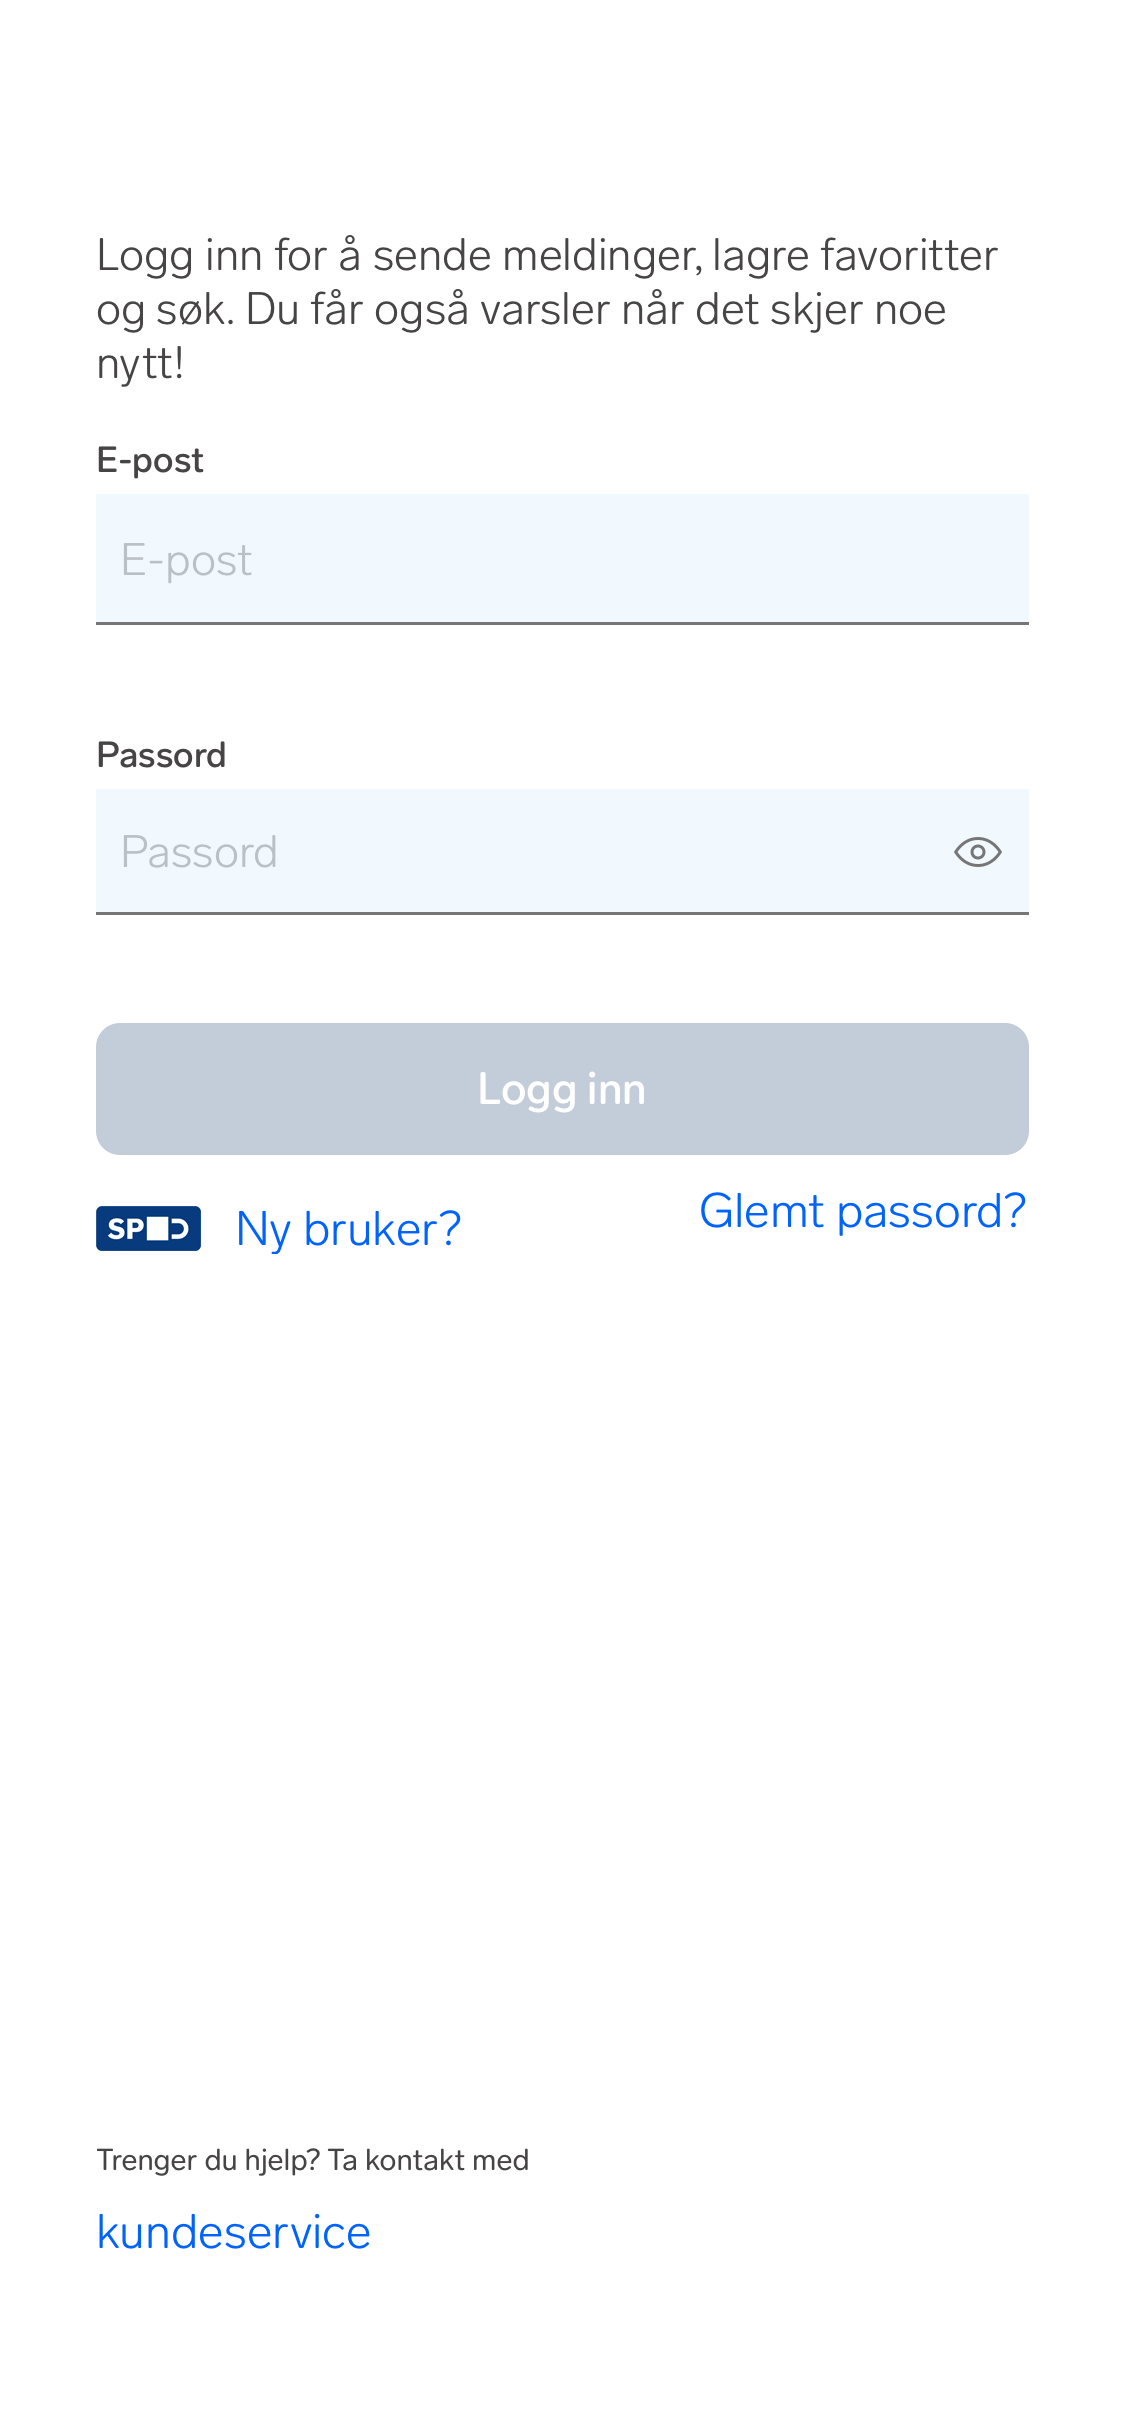 Logg inn for å sende meldinger, lagre favoritter
og søk. Du får også varsler når det skjer noe
nytt!
E-post
E-post
Passord
Passord
Logg inn
Ny bruker?
Glemt passord?
Trenger du hjelp? Ta kontakt med
kundeservice